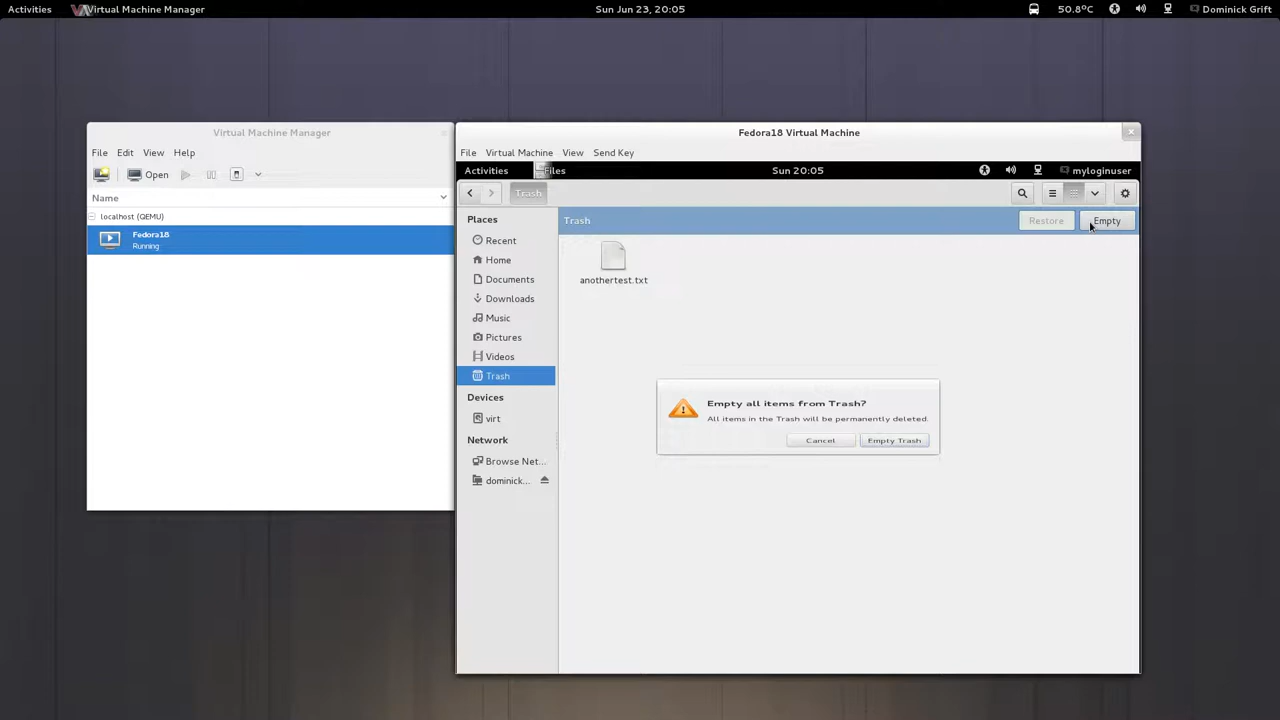 Activities Virtual Machine Manager Sun Jun 23, 20:05 50.8°C Dominick Grift
Virtual Machine Manager
File Edit View Help
Open
Name
localhost (QEMU)
Fedora18
Running
Fedora18 Virtual Machine
File Virtual Machine View Send Key
Activities Files Sun 20:05 myloginuser
Trash
Places
Recent
Home
Documents
Downloads
Music
Pictures
Videos
Trash
Devices
virt
Network
Browse Net...
dominick...
Trash Restore Empty
anothertest.txt
Empty all items from Trash?
All items in the Trash will be permanently deleted.
Cancel Empty Trash